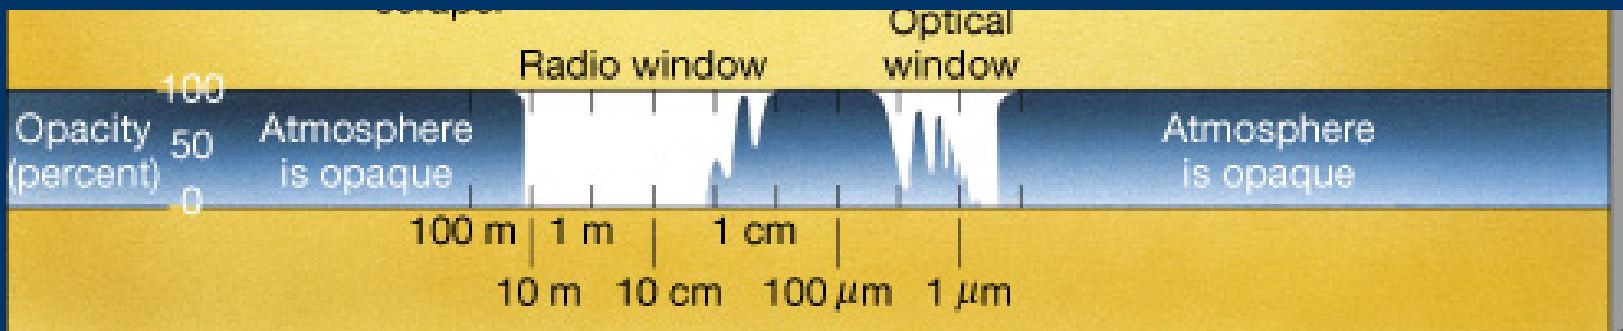 scraper
Optical
Radio window window
100
Opacity Atmosphere Atmosphere
50
(percent) is opaque is opaque
0
100 m 1 m 1 cm
10 m 10 cm 100 μm 1 μm